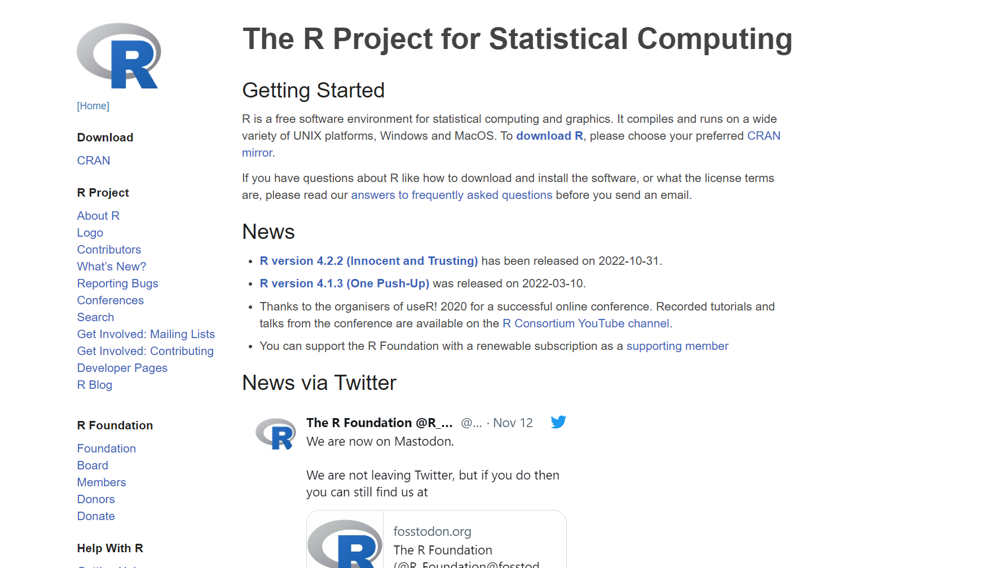 R
[Home]
Download
CRAN
R Project
About R
Logo
Contributors
What’s New?
Reporting Bugs
Conferences
Search
Get Involved: Mailing Lists
Get Involved: Contributing
Developer Pages
R Blog
R Foundation
Foundation
Board
Members
Donors
Donate
Help With R
The R Project for Statistical Computing
Getting Started
R is a free software environment for statistical computing and graphics. It compiles and runs on a wide
variety of UNIX platforms, Windows and MacOS. To download R, please choose your preferred CRAN
mirror.
If you have questions about R like how to download and install the software, or what the license terms
are, please read our answers to frequently asked questions before you send an email.
News
• R version 4.2.2 (Innocent and Trusting) has been released on 2022-10-31.
• R version 4.1.3 (One Push-Up) was released on 2022-03-10.
• Thanks to the organisers of useR! 2020 for a successful online conference. Recorded tutorials and
talks from the conference are available on the R Consortium YouTube channel.
• You can support the R Foundation with a renewable subscription as a supporting member
News via Twitter
R
The R Foundation @R_... @... · Nov 12
We are now on Mastodon.
We are not leaving Twitter, but if you do then
you can still find us at
R
fosstodon.org
The R Foundation
(@R_Foundation@fosstod